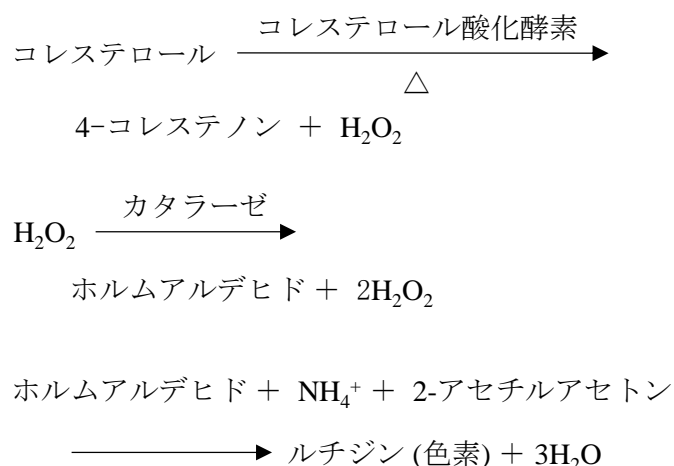 コレステロール酸化酵素
コレステロール
△
4-コレステノン + H₂O₂
カタラーゼ
H₂O₂
ホルムアルデヒド + 2H₂O₂
ホルムアルデヒド + NH₄⁺ + 2-アセチルアセトン
ルチジン (色素) + 3H₂O